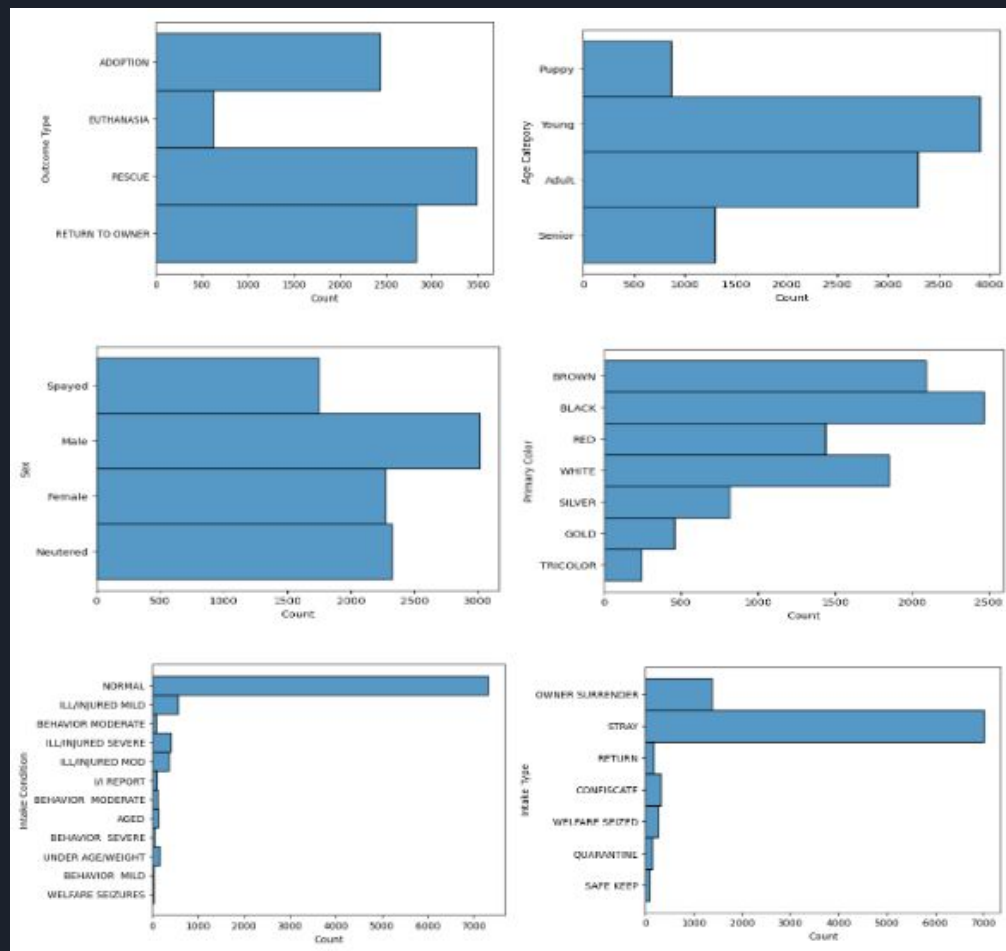 Outcome Type
ADOPTION
EUTHANASIA
RESCUE
RETURN TO OWNER
0 500 1000 1500 2000 2500 3000 3500
Count
Age Category
Puppy
Young
Adult
Senior
0 500 1000 1500 2000 2500 3000 3500 4000
Count
Sex
Spayed
Male
Female
Neutered
0 500 1000 1500 2000 2500 3000
Count
Primary Color
BROWN
BLACK
RED
WHITE
SILVER
GOLD
TRICOLOR
0 500 1000 1500 2000 2500
Count
Intake Condition
NORMAL
ILL/INJURED MILD
BEHAVIOR MODERATE
ILL/INJURED SEVERE
ILL/INJURED MOD
I/I REPORT
BEHAVIOR  MODERATE
AGED
BEHAVIOR  SEVERE
UNDER AGE/WEIGHT
BEHAVIOR  MILD
WELFARE SEIZURES
0 1000 2000 3000 4000 5000 6000 7000
Count
Intake Type
OWNER SURRENDER
STRAY
RETURN
CONFISCATE
WELFARE SEIZED
QUARANTINE
SAFE KEEP
0 1000 2000 3000 4000 5000 6000 7000
Count